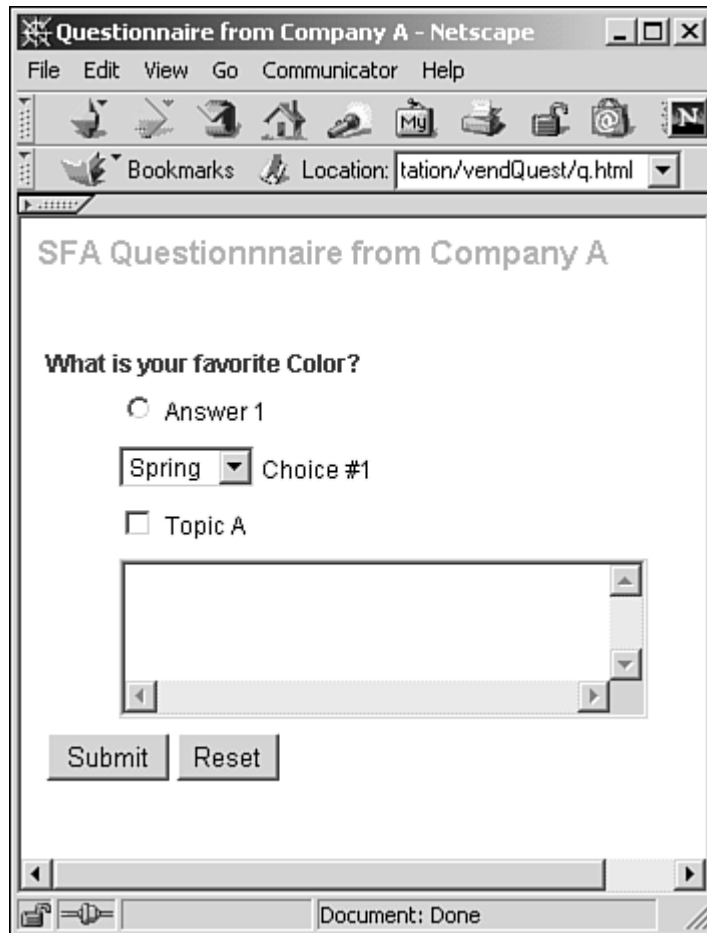 Questionnaire from Company A - Netscape
File Edit View Go Communicator Help
My
N
Bookmarks Location: tation/vendQuest/q.html
SFA Questionnnaire from Company A
What is your favorite Color?
Answer 1
Spring Choice #1
Topic A
Submit Reset
Document: Done